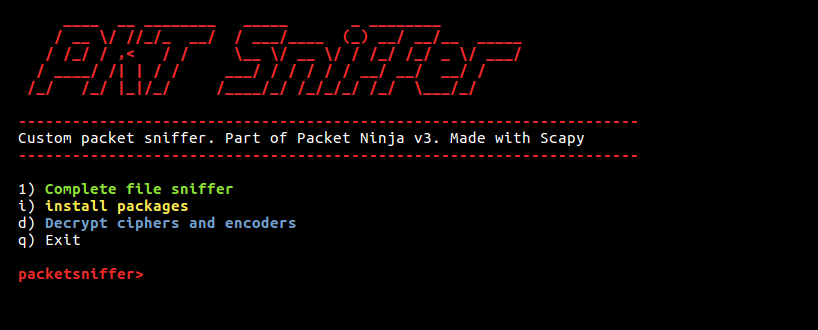 PKT Sniffer
Custom packet sniffer. Part of Packet Ninja v3. Made with Scapy
1) Complete file sniffer
i) install packages
d) Decrypt ciphers and encoders
q) Exit
packetsniffer>